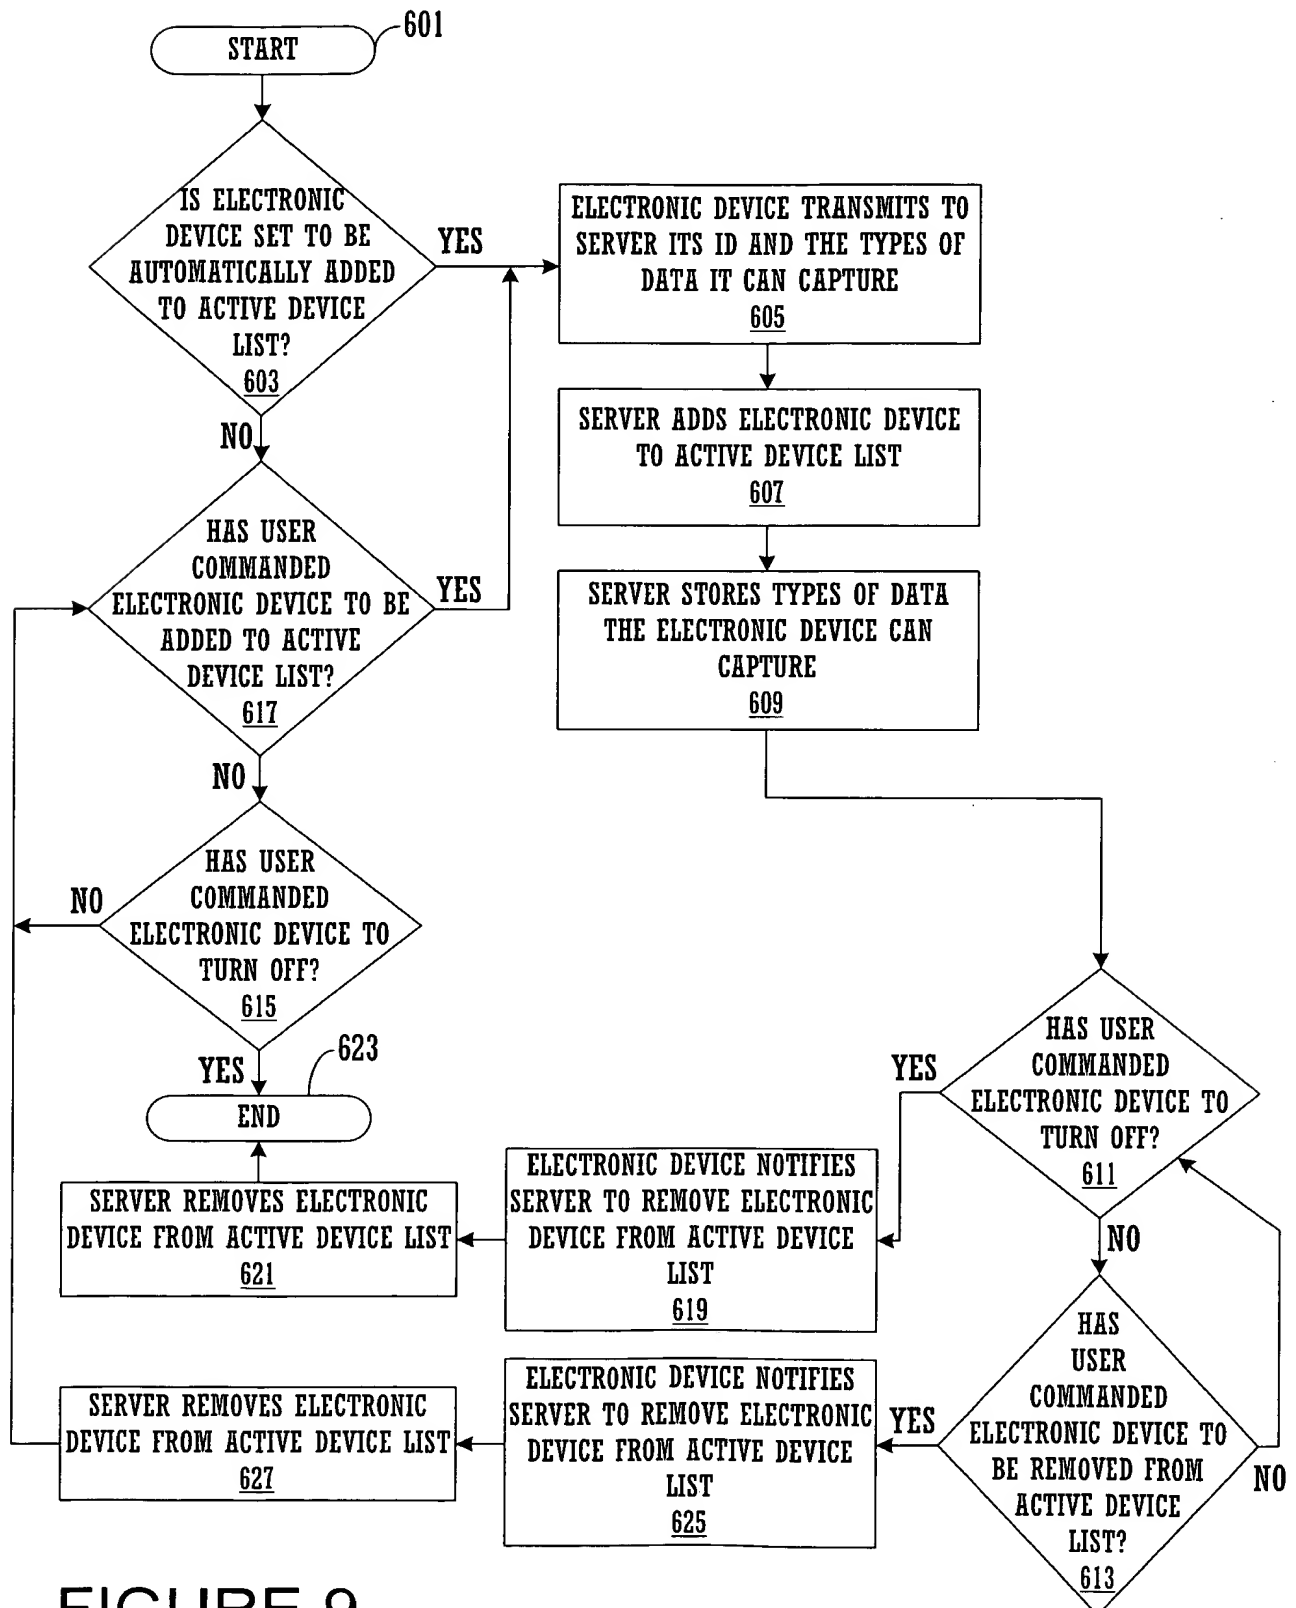 601
START
IS ELECTRONIC
DEVICE SET TO BE
AUTOMATICALLY ADDED
TO ACTIVE DEVICE
LIST?
603
YES
NO
ELECTRONIC DEVICE TRANSMITS TO
SERVER ITS ID AND THE TYPES OF
DATA IT CAN CAPTURE
605
SERVER ADDS ELECTRONIC DEVICE
TO ACTIVE DEVICE LIST
607
SERVER STORES TYPES OF DATA
THE ELECTRONIC DEVICE CAN
CAPTURE
609
HAS USER
COMMANDED
ELECTRONIC DEVICE TO BE
ADDED TO ACTIVE
DEVICE LIST?
617
YES
NO
HAS USER
COMMANDED
ELECTRONIC DEVICE TO
TURN OFF?
615
NO
YES
623
END
HAS USER
COMMANDED
ELECTRONIC DEVICE TO
TURN OFF?
611
YES
NO
ELECTRONIC DEVICE NOTIFIES
SERVER TO REMOVE ELECTRONIC
DEVICE FROM ACTIVE DEVICE
LIST
619
SERVER REMOVES ELECTRONIC
DEVICE FROM ACTIVE DEVICE LIST
621
HAS
USER
COMMANDED
ELECTRONIC DEVICE TO
BE REMOVED FROM
ACTIVE DEVICE
LIST?
613
YES
NO
ELECTRONIC DEVICE NOTIFIES
SERVER TO REMOVE ELECTRONIC
DEVICE FROM ACTIVE DEVICE
LIST
625
SERVER REMOVES ELECTRONIC
DEVICE FROM ACTIVE DEVICE LIST
627
FIGURE 9